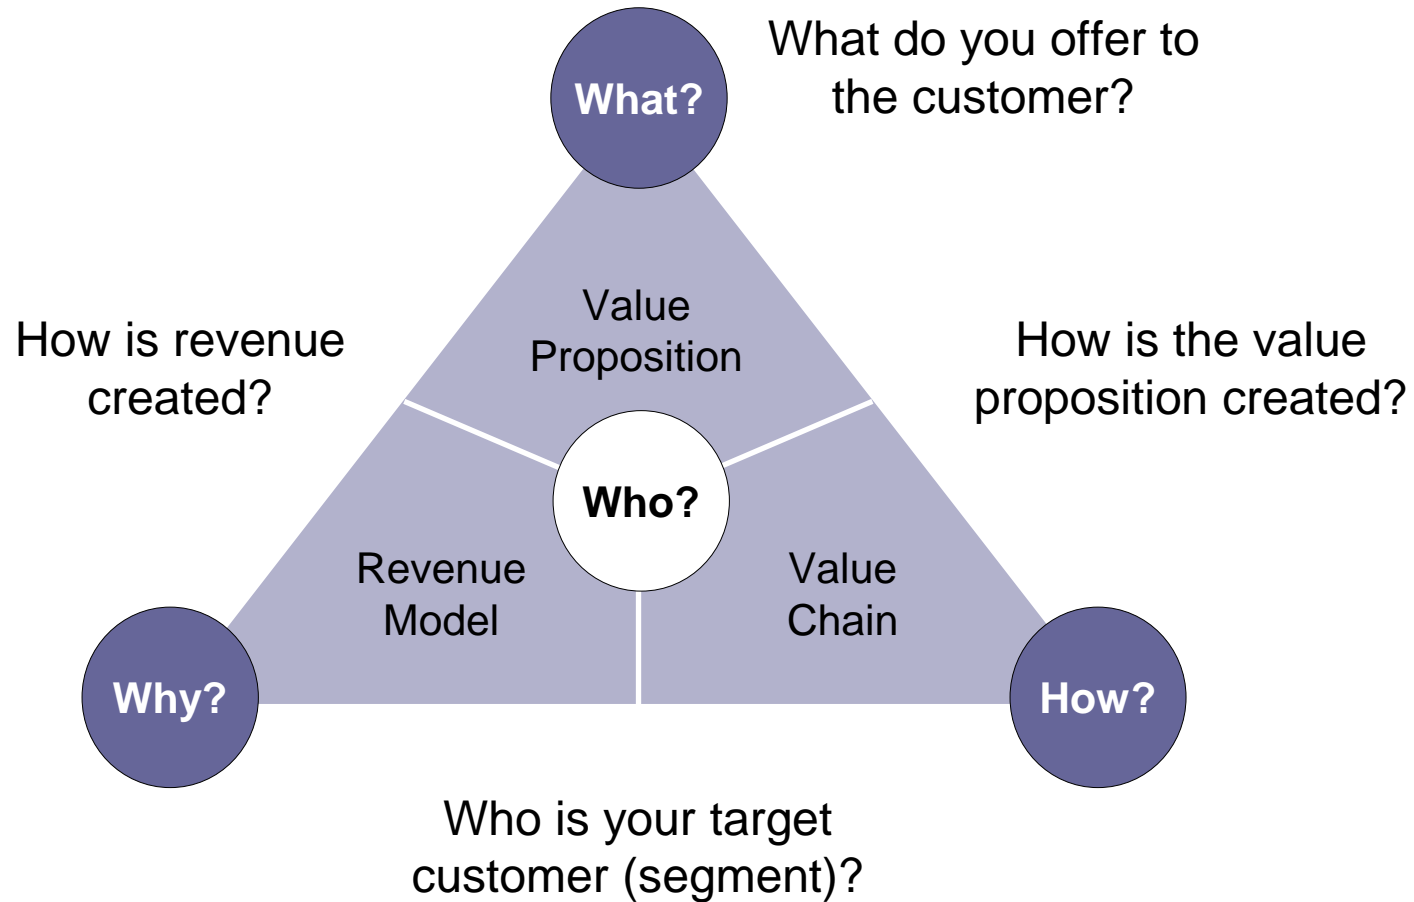 What?
What do you offer to
the customer?
Value
Proposition
How is revenue
created?
How is the value
proposition created?
Who?
Revenue
Model
Value
Chain
Why?
How?
Who is your target
customer (segment)?